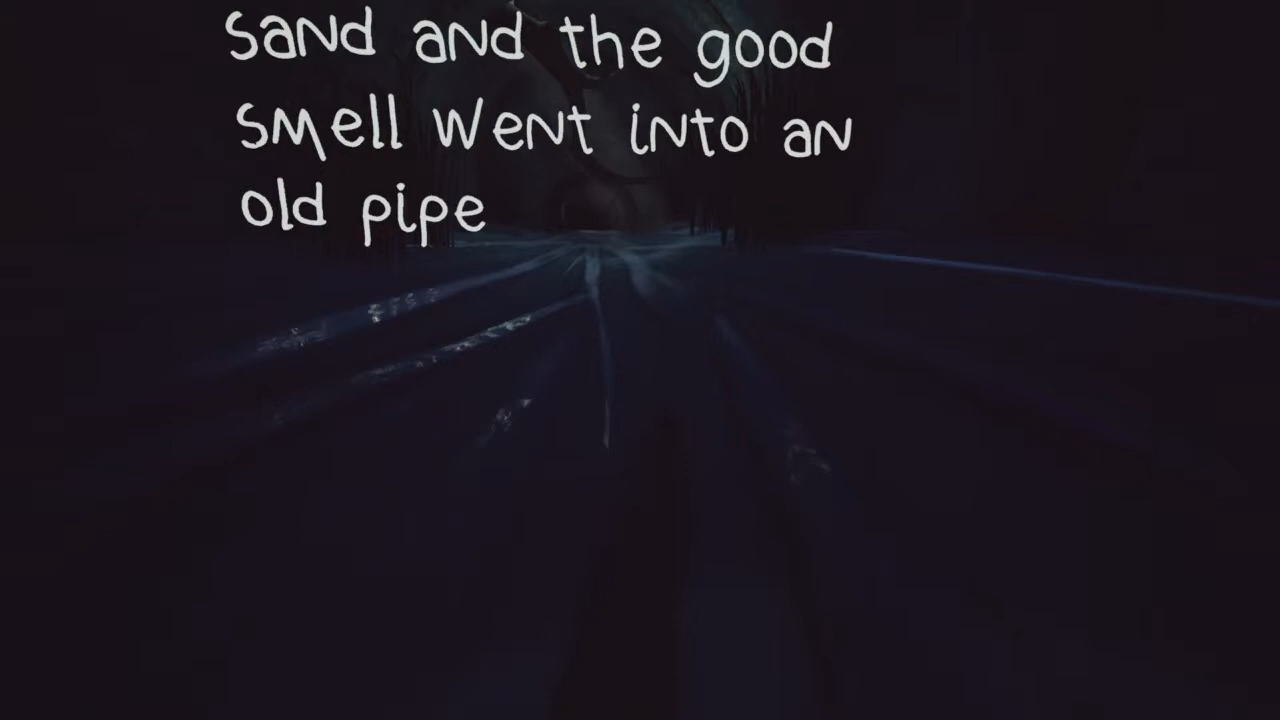 Sand and the good
smell went into an
old pipe